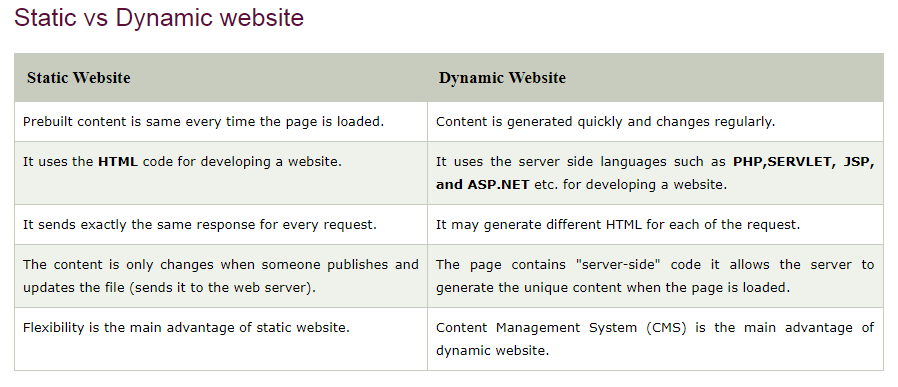 Static vs Dynamic website
Static Website
Dynamic Website
Prebuilt content is same every time the page is loaded.
Content is generated quickly and changes regularly.
It uses the HTML code for developing a website.
It uses the server side languages such as PHP,SERVLET, JSP,
and ASP.NET etc. for developing a website.
It sends exactly the same response for every request.
It may generate different HTML for each of the request.
The content is only changes when someone publishes and
updates the file (sends it to the web server).
The page contains "server-side" code it allows the server to
generate the unique content when the page is loaded.
Flexibility is the main advantage of static website.
Content Management System (CMS) is the main advantage of
dynamic website.